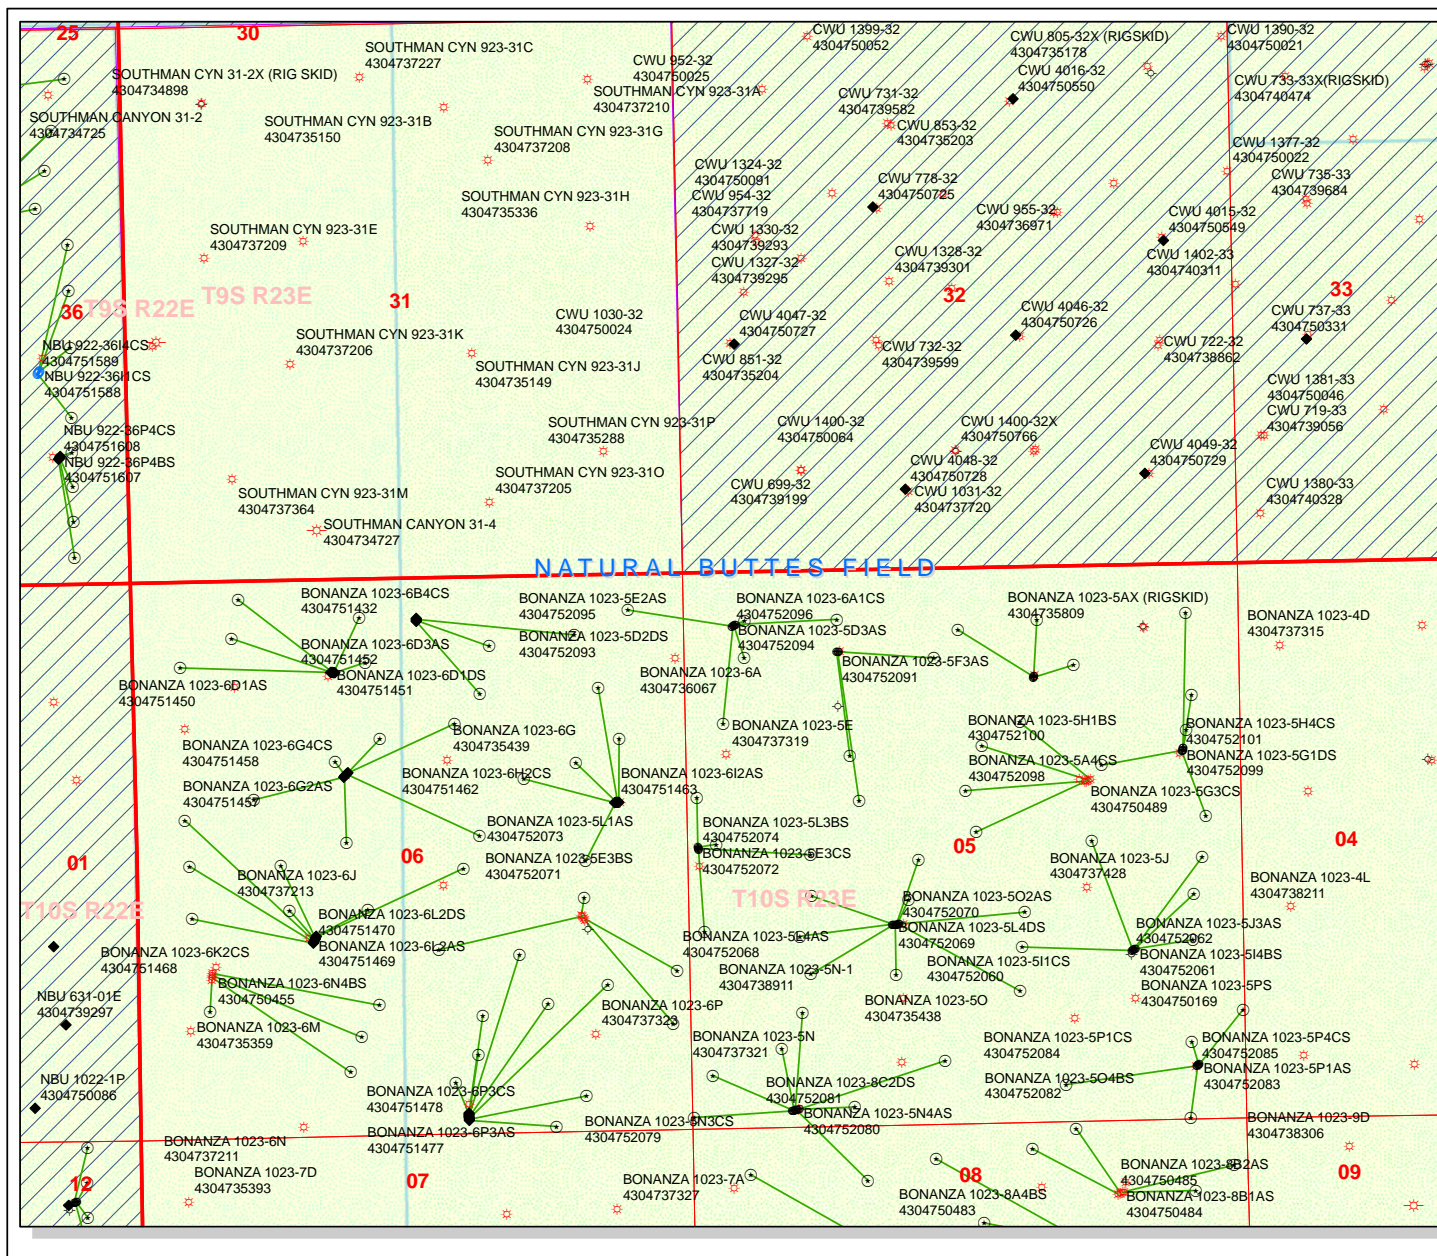 25
30
SOUTHMAN CYN 923-31C
4304737227
SOUTHMAN CYN 31-2X (RIG SKID)
4304734898
SOUTHMAN CANYON 31-2
4304734725
SOUTHMAN CYN 923-31B
4304735150
CWU 952-32
4304750025
SOUTHMAN CYN 923-31A
4304737210
SOUTHMAN CYN 923-31G
4304737208
SOUTHMAN CYN 923-31H
4304735336
SOUTHMAN CYN 923-31E
4304737209
CWU 1399-32
4304750052
CWU 805-32X (RIGSKID)
4304735178
CWU 4016-32
4304750550
CWU 1390-32
4304750021
CWU 733-33X(RIGSKID)
4304740474
CWU 731-32
4304739582
CWU 853-32
4304735203
CWU 1377-32
4304750022
CWU 735-33
4304739684
CWU 1324-32
4304750091
CWU 954-32
4304737719
CWU 778-32
4304750725
CWU 955-32
4304736971
CWU 4015-32
4304750549
CWU 1402-33
4304740311
CWU 1330-32
4304739293
CWU 1327-32
4304739295
CWU 1328-32
4304739301
T9S R22E
T9S R23E
36
31
32
33
NBU 922-36I4CS
4304751589
NBU 922-36I1CS
4304751588
SOUTHMAN CYN 923-31K
4304737206
CWU 1030-32
4304750024
SOUTHMAN CYN 923-31J
4304735149
CWU 4047-32
4304750727
CWU 851-32
4304735204
CWU 732-32
4304739599
CWU 4046-32
4304750726
CWU 722-32
4304738862
CWU 737-33
4304750331
CWU 1381-33
4304750046
CWU 719-33
4304739056
NBU 922-36P4CS
4304751608
NBU 922-36P4BS
4304751607
SOUTHMAN CYN 923-31P
4304735288
SOUTHMAN CYN 923-31O
4304737205
SOUTHMAN CYN 923-31M
4304737364
SOUTHMAN CANYON 31-4
4304734727
CWU 1400-32
4304750064
CWU 1400-32X
4304750766
CWU 4048-32
4304750728
CWU 699-32
4304739199
CWU 1031-32
4304737720
CWU 4049-32
4304750729
CWU 1380-33
4304740328
NATURAL BUTTES FIELD
BONANZA 1023-6B4CS
4304751432
BONANZA 1023-5E2AS
4304752095
BONANZA 1023-6A1CS
4304752096
BONANZA 1023-5AX (RIGSKID)
4304735809
BONANZA 1023-4D
4304737315
BONANZA 1023-6D3AS
4304751452
BONANZA 1023-5D2DS
4304752093
BONANZA 1023-5D3AS
4304752094
BONANZA 1023-5F3AS
4304752091
BONANZA 1023-6D1DS
4304751451
BONANZA 1023-6D1AS
4304751450
BONANZA 1023-6A
4304736067
BONANZA 1023-6G
4304735439
BONANZA 1023-5E
4304737319
BONANZA 1023-5H1BS
4304752100
BONANZA 1023-5H4CS
4304752101
BONANZA 1023-6G4CS
4304751458
BONANZA 1023-6H2CS
4304751462
BONANZA 1023-6I2AS
4304751463
BONANZA 1023-5A4CS
4304752098
BONANZA 1023-5G1DS
4304752099
BONANZA 1023-6G2AS
4304751457
BONANZA 1023-5G3CS
4304750489
BONANZA 1023-5L1AS
4304752073
BONANZA 1023-5L3BS
4304752074
BONANZA 1023-5E3BS
4304752071
BONANZA 1023-5E3CS
4304752072
01
06
05
04
BONANZA 1023-6J
4304737213
BONANZA 1023-5J
4304737428
BONANZA 1023-4L
4304738211
T10S R22E
T10S R23E
BONANZA 1023-5O2AS
4304752070
BONANZA 1023-6L2DS
4304751470
BONANZA 1023-6L2AS
4304751469
BONANZA 1023-6K2CS
4304751468
BONANZA 1023-5L4AS
4304752068
BONANZA 1023-5L4DS
4304752069
BONANZA 1023-5J3AS
4304752062
BONANZA 1023-5I4BS
4304752061
BONANZA 1023-5I1CS
4304752060
BONANZA 1023-5N-1
4304738911
BONANZA 1023-6N4BS
4304750455
BONANZA 1023-5PS
4304750169
NBU 631-01E
4304739297
BONANZA 1023-6P
4304737323
BONANZA 1023-5O
4304735438
BONANZA 1023-6M
4304735359
BONANZA 1023-5N
4304737321
BONANZA 1023-5P1CS
4304752084
BONANZA 1023-5P4CS
4304752085
BONANZA 1023-5P1AS
4304752083
NBU 1022-1P
4304750086
BONANZA 1023-6P3CS
4304751478
BONANZA 1023-8C2DS
4304752081
BONANZA 1023-5O4BS
4304752082
BONANZA 1023-5N3CS
4304752079
BONANZA 1023-5N4AS
4304752080
BONANZA 1023-9D
4304738306
BONANZA 1023-6N
4304737211
BONANZA 1023-6P3AS
4304751477
BONANZA 1023-7D
4304735393
BONANZA 1023-7A
4304737327
BONANZA 1023-8B2AS
4304750485
BONANZA 1023-8A4BS
4304750483
BONANZA 1023-8B1AS
4304750484
12
07
08
09